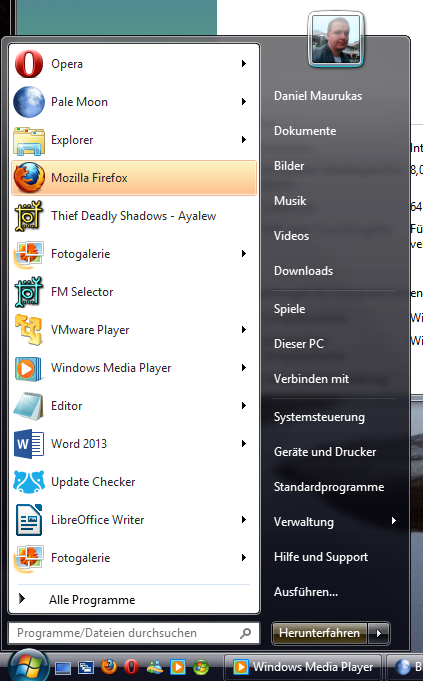 Opera
Pale Moon
Explorer
Mozilla Firefox
Thief Deadly Shadows - Ayalew
Fotogalerie
FM Selector
VMware Player
Windows Media Player
Editor
Word 2013
Update Checker
LibreOffice Writer
Fotogalerie
Alle Programme
Programme/Dateien durchsuchen
Daniel Maurukas
Dokumente
Bilder
Musik
Videos
Downloads
Spiele
Dieser PC
Verbinden mit
Systemsteuerung
Geräte und Drucker
Standardprogramme
Verwaltung
Hilfe und Support
Ausführen...
Herunterfahren
Int
8,0
64
Fü
ve
en
Wi
Wi
Windows Media Player
B